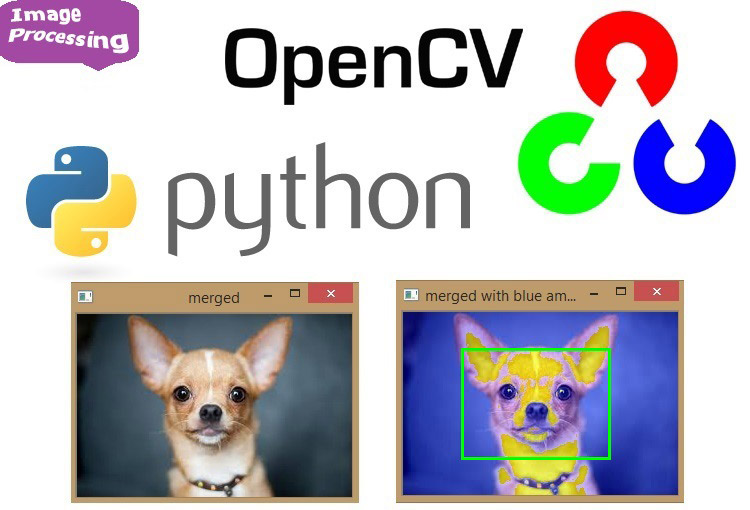 Image
Processing
OpenCV
python
merged
merged with blue am...